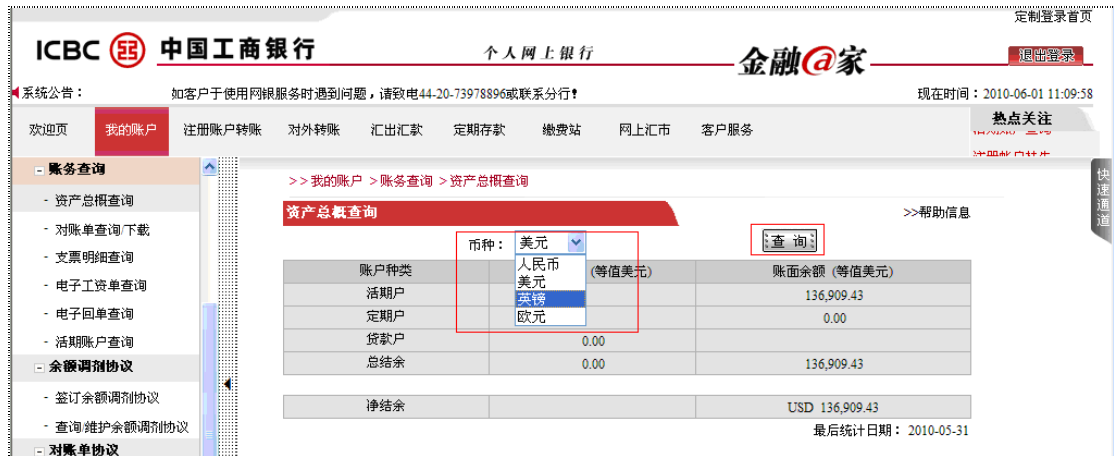 定制登录首页
ICBC 中国工商银行
个人网上银行
金融@家
退出登录
系统公告：
如客户于使用网银服务时遇到问题，请致电44-20-73978896或联系分行！
现在时间：2010-06-01 11:09:58
欢迎页 我的账户 注册账户转账 对外转账 汇出汇款 定期存款 缴费站 网上汇市 客户服务
热点关注
快速通道
- 账务查询
- 资产总概查询
- 对账单查询/下载
- 支票明细查询
- 电子工资单查询
- 电子回单查询
- 活期账户查询
- 余额调剂协议
- 签订余额调剂协议
- 查询/维护余额调剂协议
- 对账单协议
>>我的账户 >账务查询 >资产总概查询
资产总概查询
>>帮助信息
币种： 美元
查 询
人民币
美元
英镑
欧元
账户种类 (等值美元) 账面余额 (等值美元)
活期户 136,909.43
定期户 0.00
贷款户 0.00
总结余 0.00 136,909.43
净结余 USD 136,909.43
最后统计日期： 2010-05-31